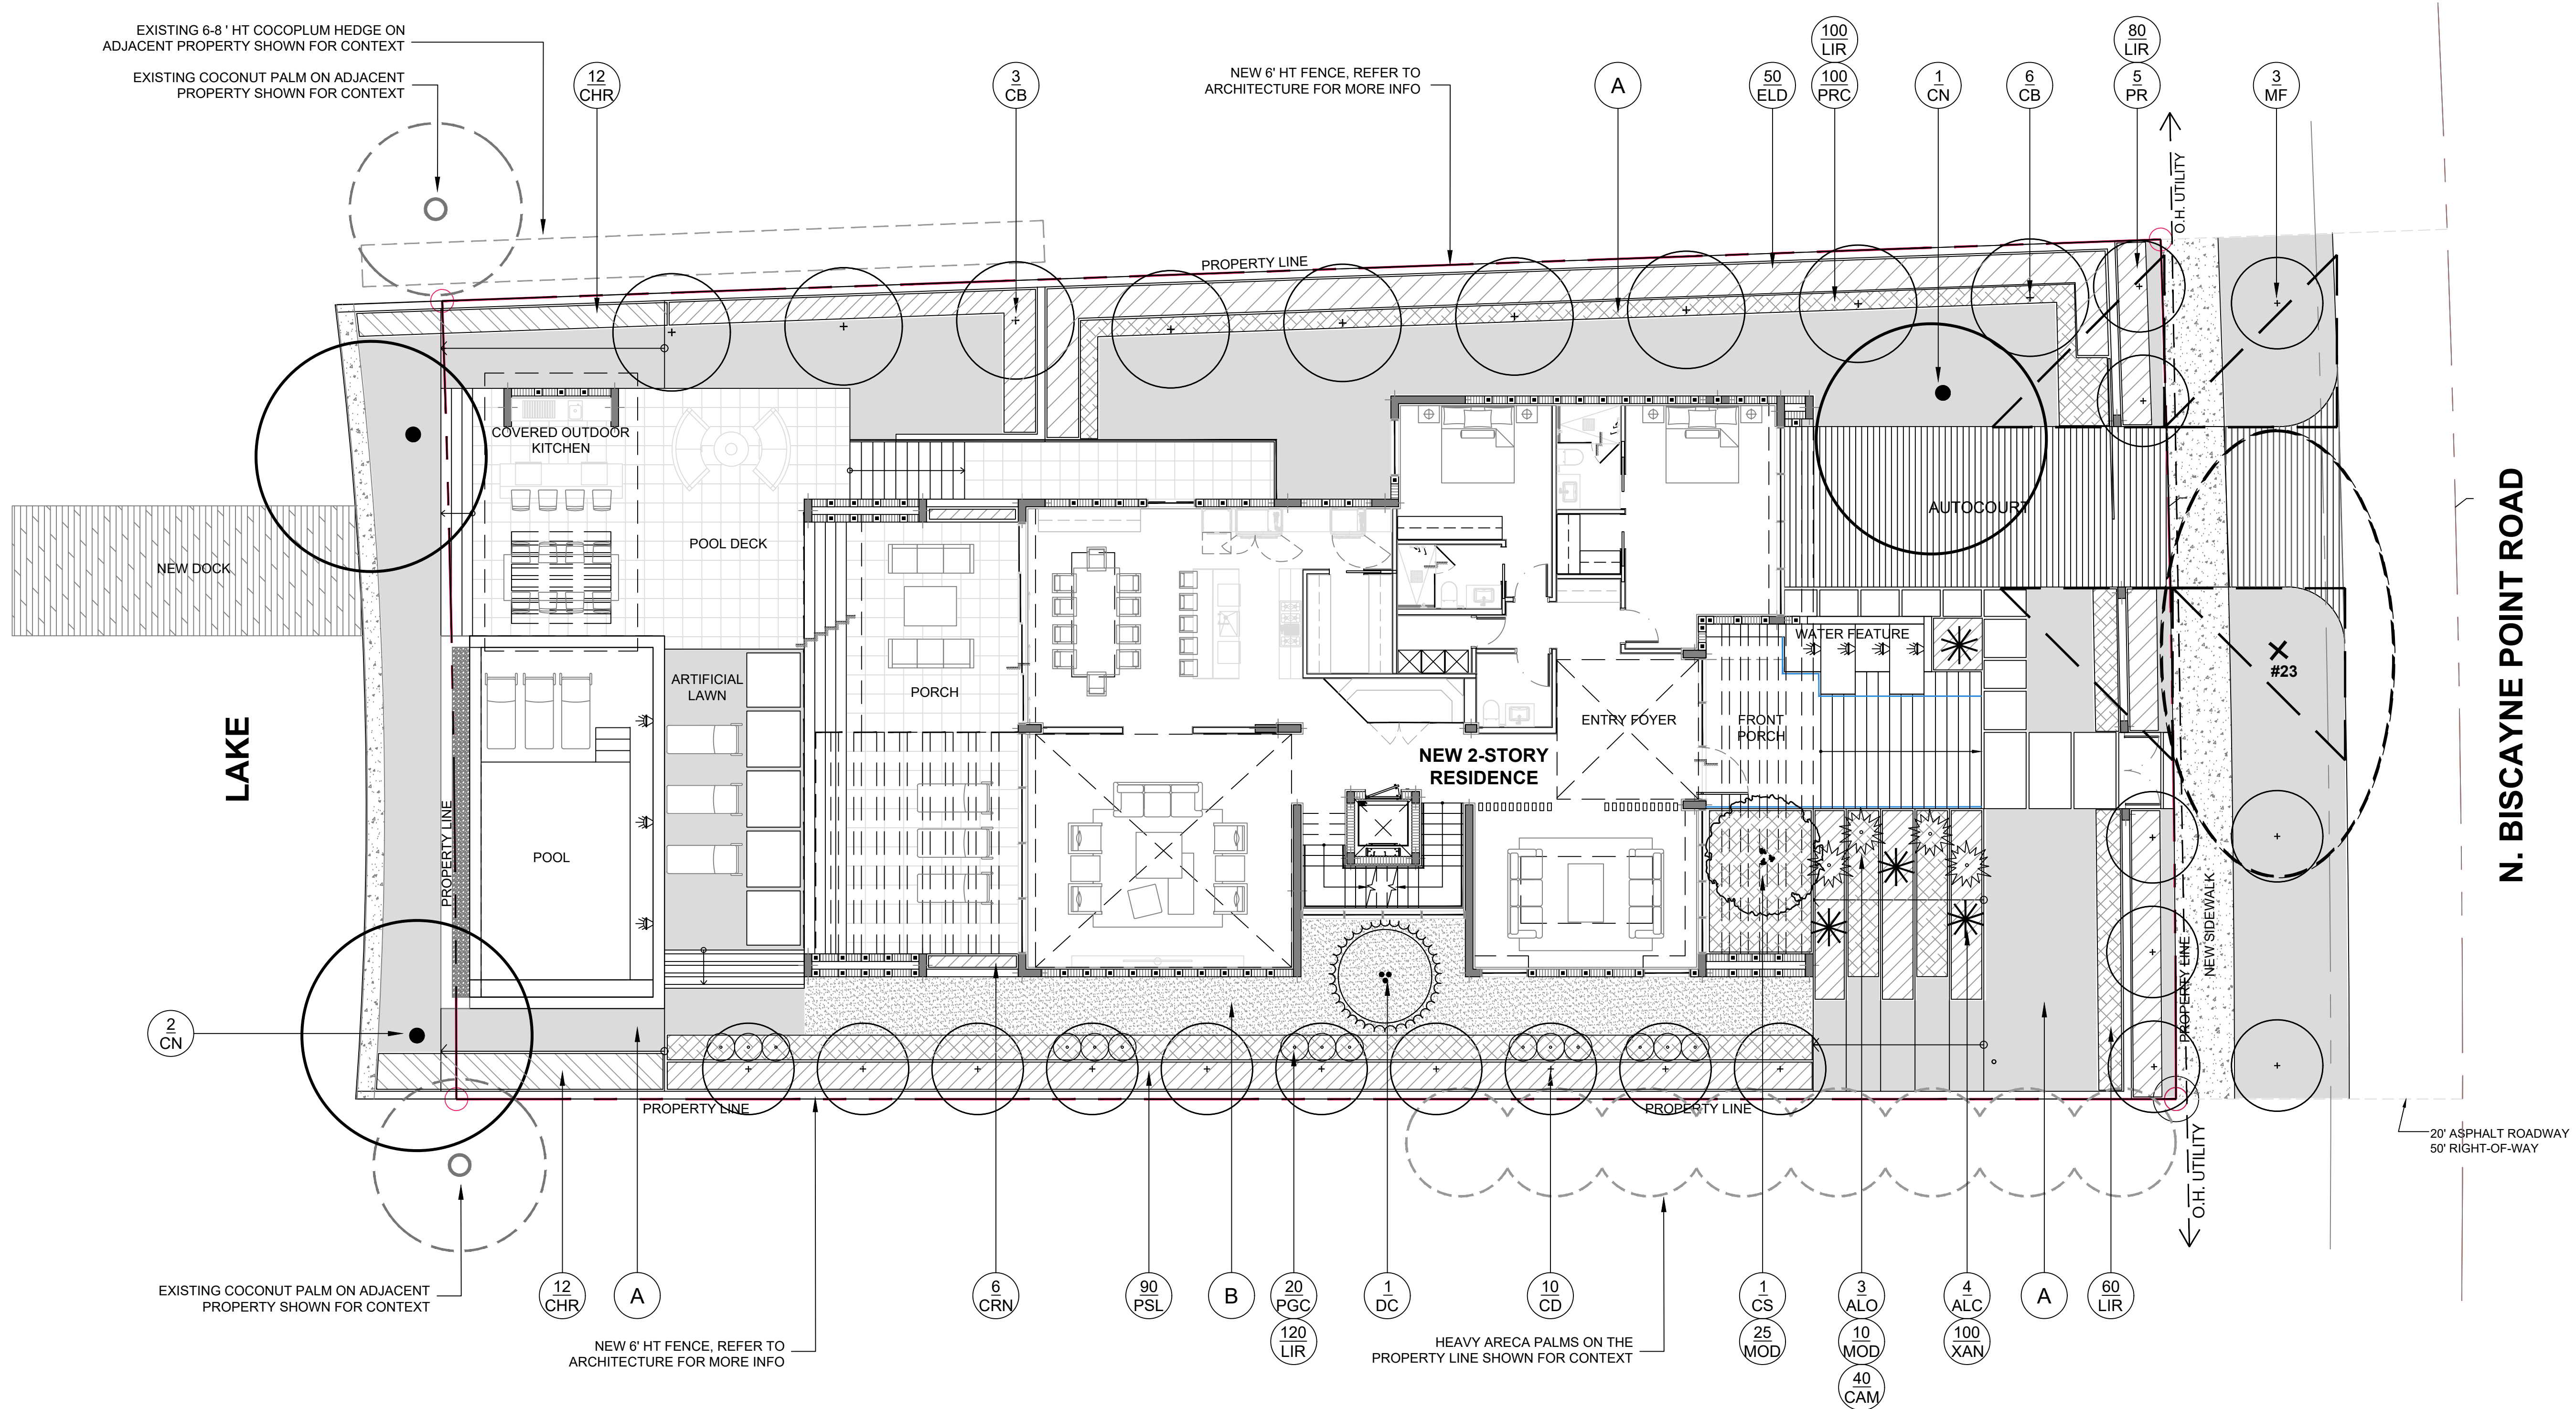 EXISTING 6-8 ' HT COCOPLUM HEDGE ON
ADJACENT PROPERTY SHOWN FOR CONTEXT
EXISTING COCONUT PALM ON ADJACENT
PROPERTY SHOWN FOR CONTEXT
12
CHR
3
CB
NEW 6' HT FENCE, REFER TO
ARCHITECTURE FOR MORE INFO
A
50
ELD
100
LIR
100
PRC
1
CN
6
CB
80
LIR
5
PR
3
MF
O.H. UTILITY
PROPERTY LINE
COVERED OUTDOOR
KITCHEN
POOL DECK
NEW DOCK
AUTOCOURT
WATER FEATURE
#23
ARTIFICIAL
LAWN
PORCH
ENTRY FOYER
FRONT
PORCH
NEW 2-STORY
RESIDENCE
LAKE
POOL
PROPERTY LINE
N. BISCAYNE POINT ROAD
NEW SIDEWALK
PROPERTY LINE
2
CN
PROPERTY LINE
PROPERTY LINE
20' ASPHALT ROADWAY
50' RIGHT-OF-WAY
O.H. UTILITY
EXISTING COCONUT PALM ON ADJACENT
PROPERTY SHOWN FOR CONTEXT
12
CHR
A
6
CRN
90
PSL
B
20
PGC
120
LIR
1
DC
10
CD
1
CS
25
MOD
3
ALO
10
MOD
40
CAM
4
ALC
100
XAN
A
60
LIR
NEW 6' HT FENCE, REFER TO
ARCHITECTURE FOR MORE INFO
HEAVY ARECA PALMS ON THE
PROPERTY LINE SHOWN FOR CONTEXT